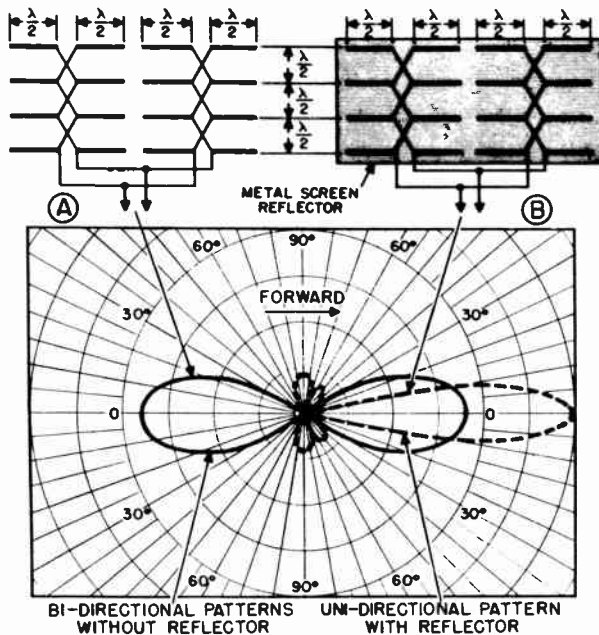 λ/2 λ/2 λ/2 λ/2 λ/2 λ/2 λ/2 λ/2
λ/2
λ/2
λ/2
METAL SCREEN
REFLECTOR
A B
60° 90° 60°
FORWARD
30° 30°
0 0
30° 30°
60° 90° 60°
BI-DIRECTIONAL PATTERNS
WITHOUT REFLECTOR
UNI-DIRECTIONAL PATTERN
WITH REFLECTOR